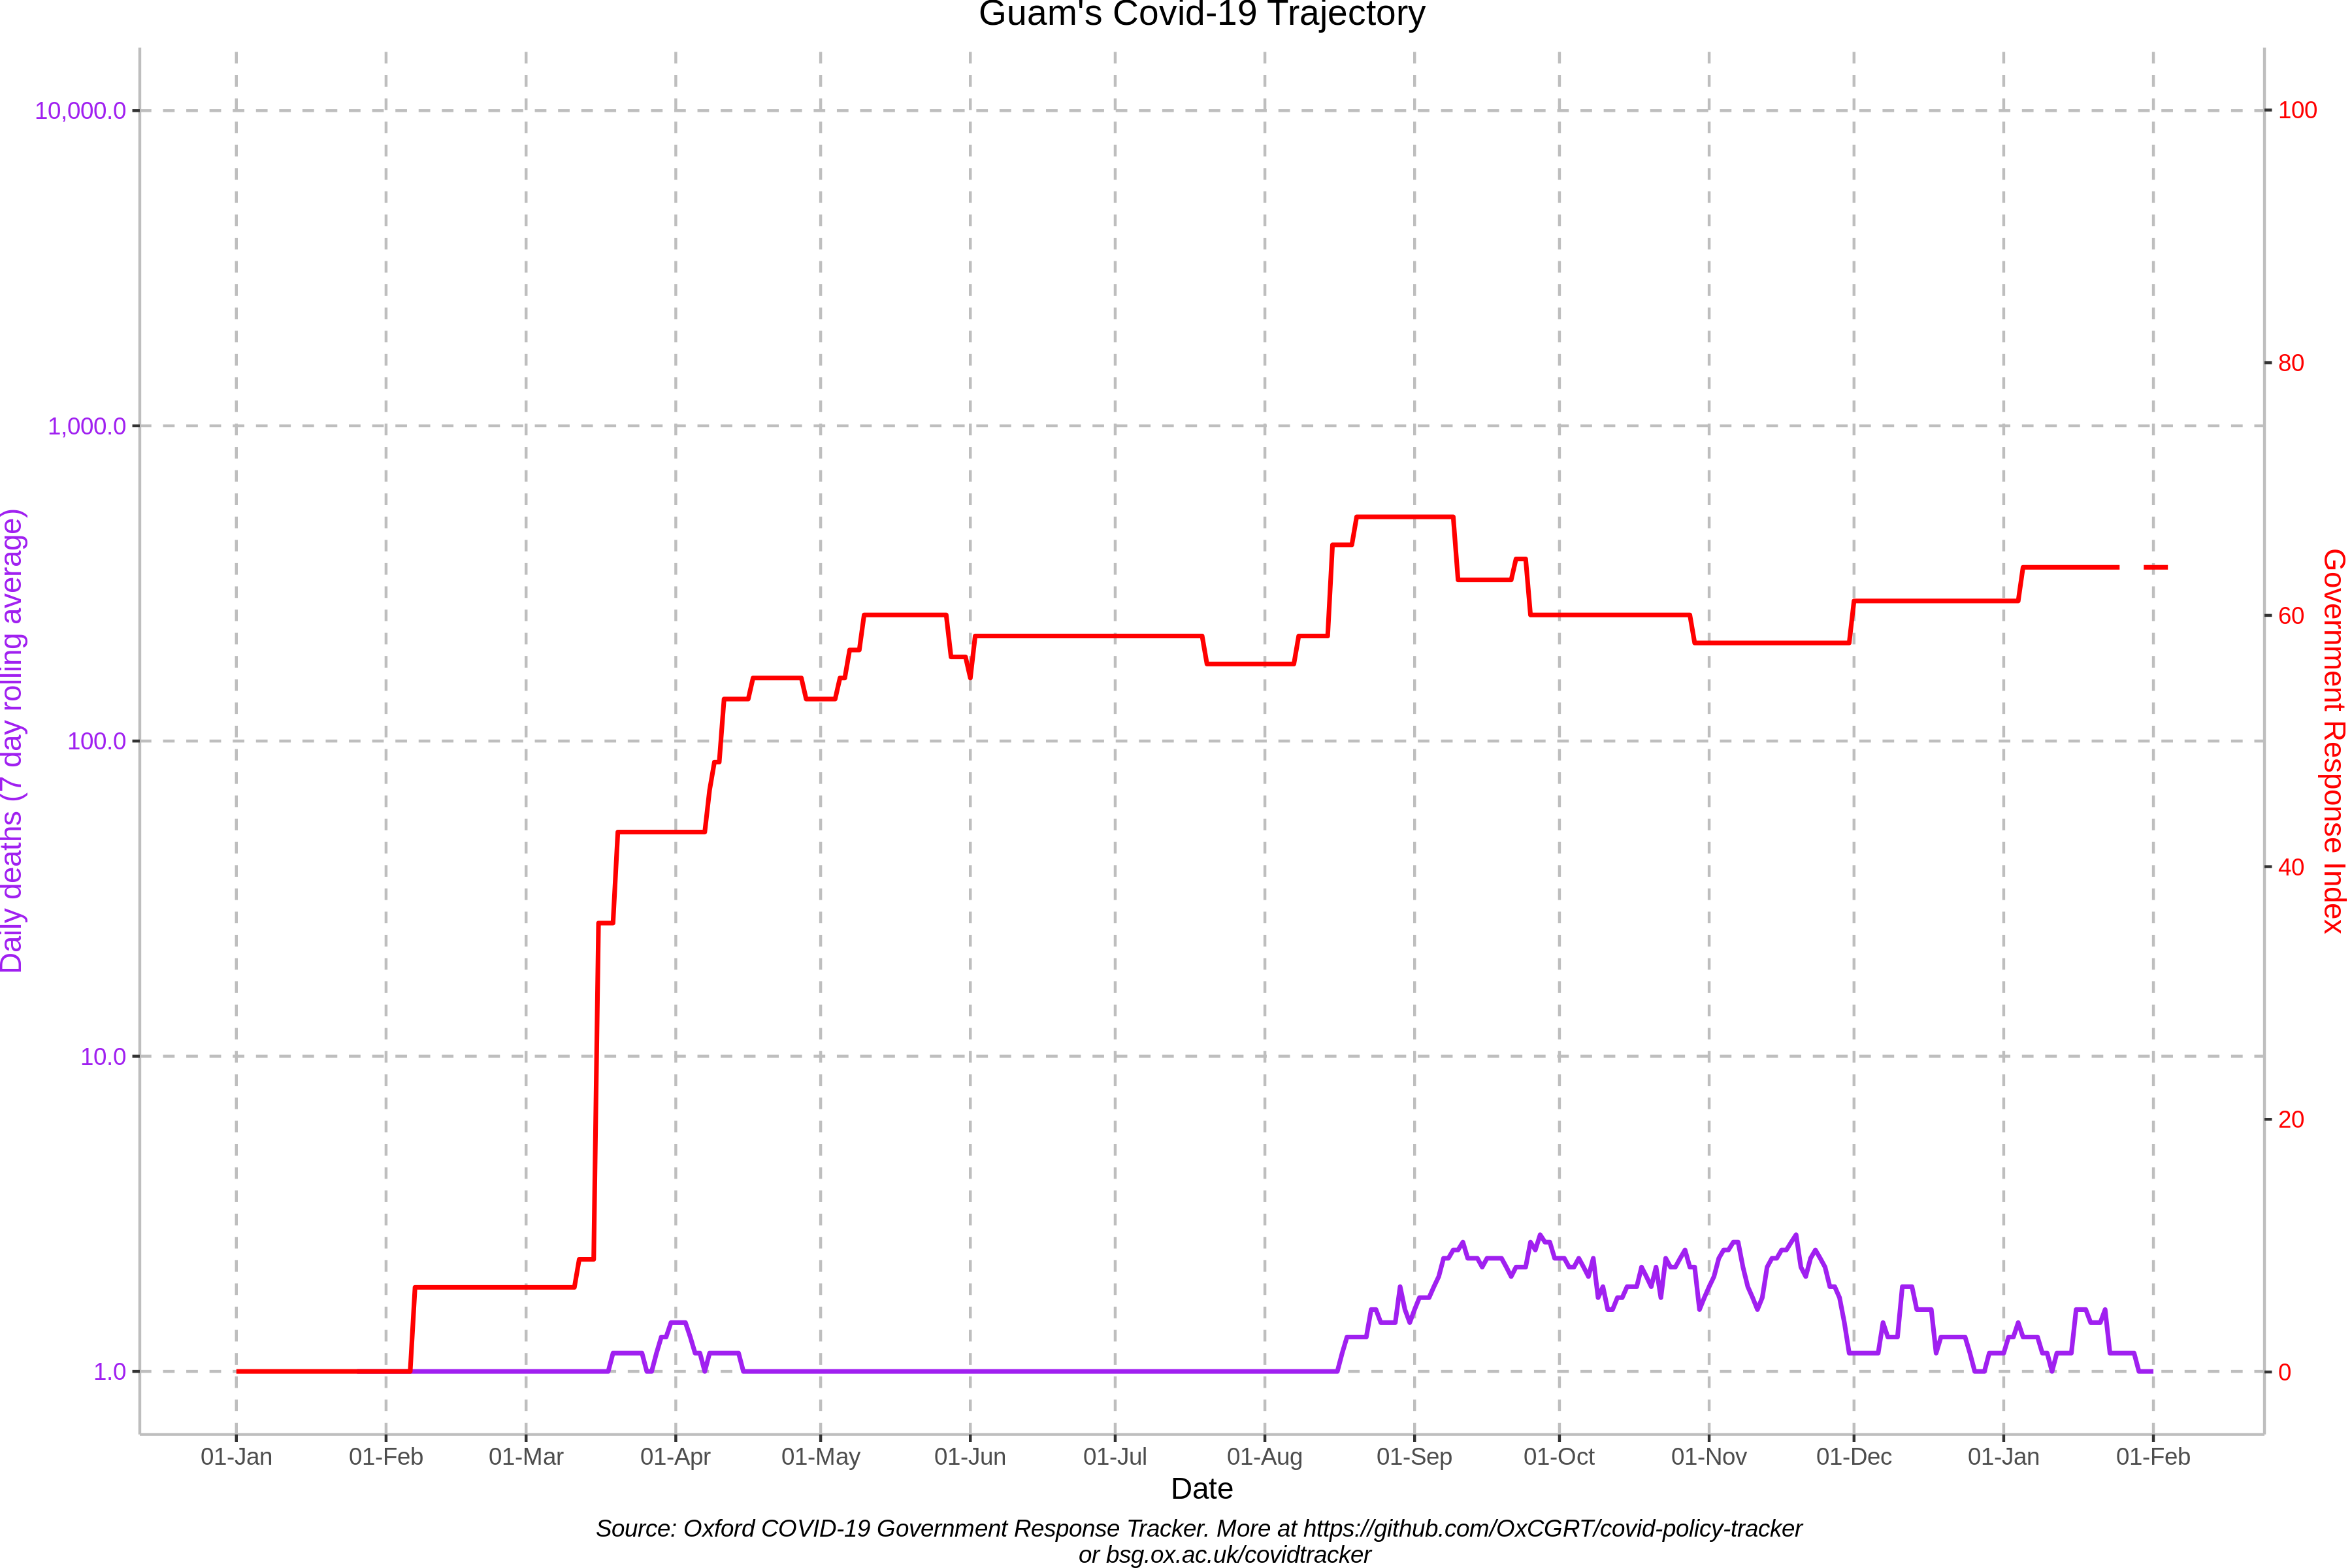 Guam's Covid-19 Trajectory
10,000.0
1,000.0
100.0
10.0
1.0
Daily deaths (7 day rolling average)
100
80
60
40
20
0
Government Response Index
01-Jan 01-Feb 01-Mar 01-Apr 01-May 01-Jun 01-Jul 01-Aug 01-Sep 01-Oct 01-Nov 01-Dec 01-Jan 01-Feb
Date
Source: Oxford COVID-19 Government Response Tracker. More at https://github.com/OxCGRT/covid-policy-tracker
or bsg.ox.ac.uk/covidtracker